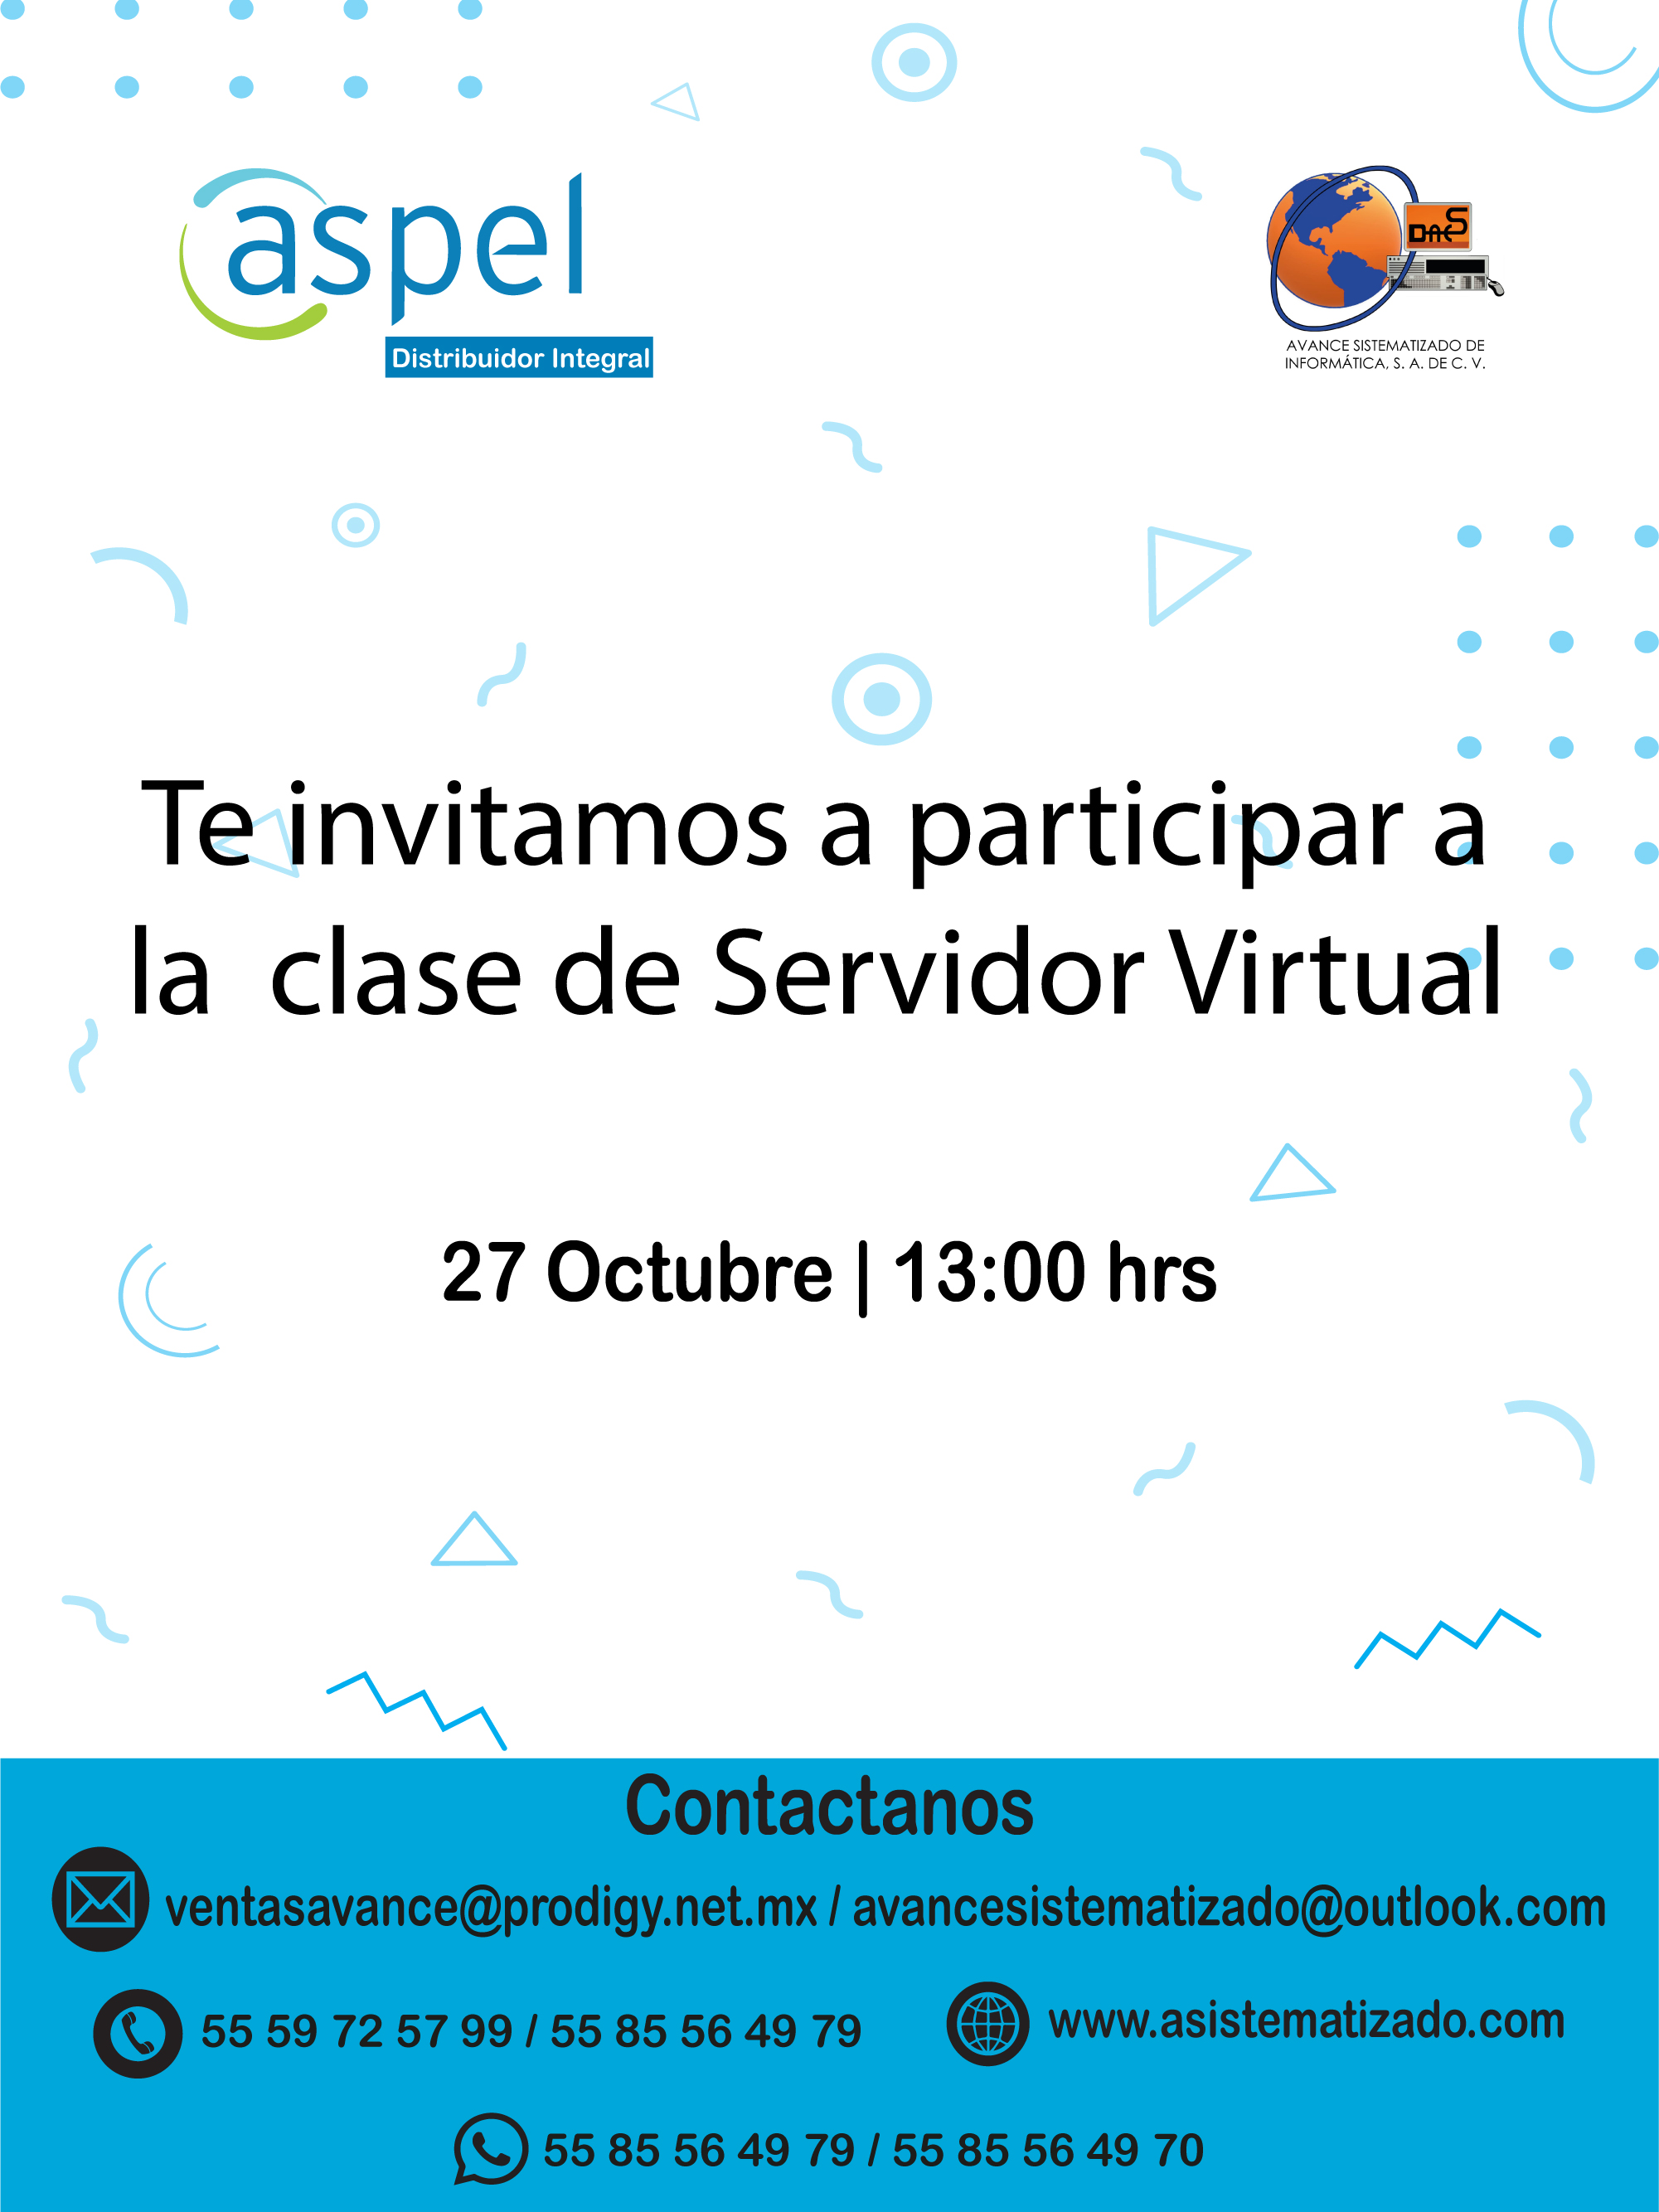 aspel
Distribuidor Integral
DAES
AVANCE SISTEMATIZADO DE
INFORMÁTICA, S. A. DE C. V.
Te invitamos a participar a
la clase de Servidor Virtual
27 Octubre | 13:00 hrs
Contactanos
ventasavance@prodigy.net.mx / avancesistematizado@outlook.com
55 59 72 57 99 / 55 85 56 49 79
www.asistematizado.com
55 85 56 49 79 / 55 85 56 49 70